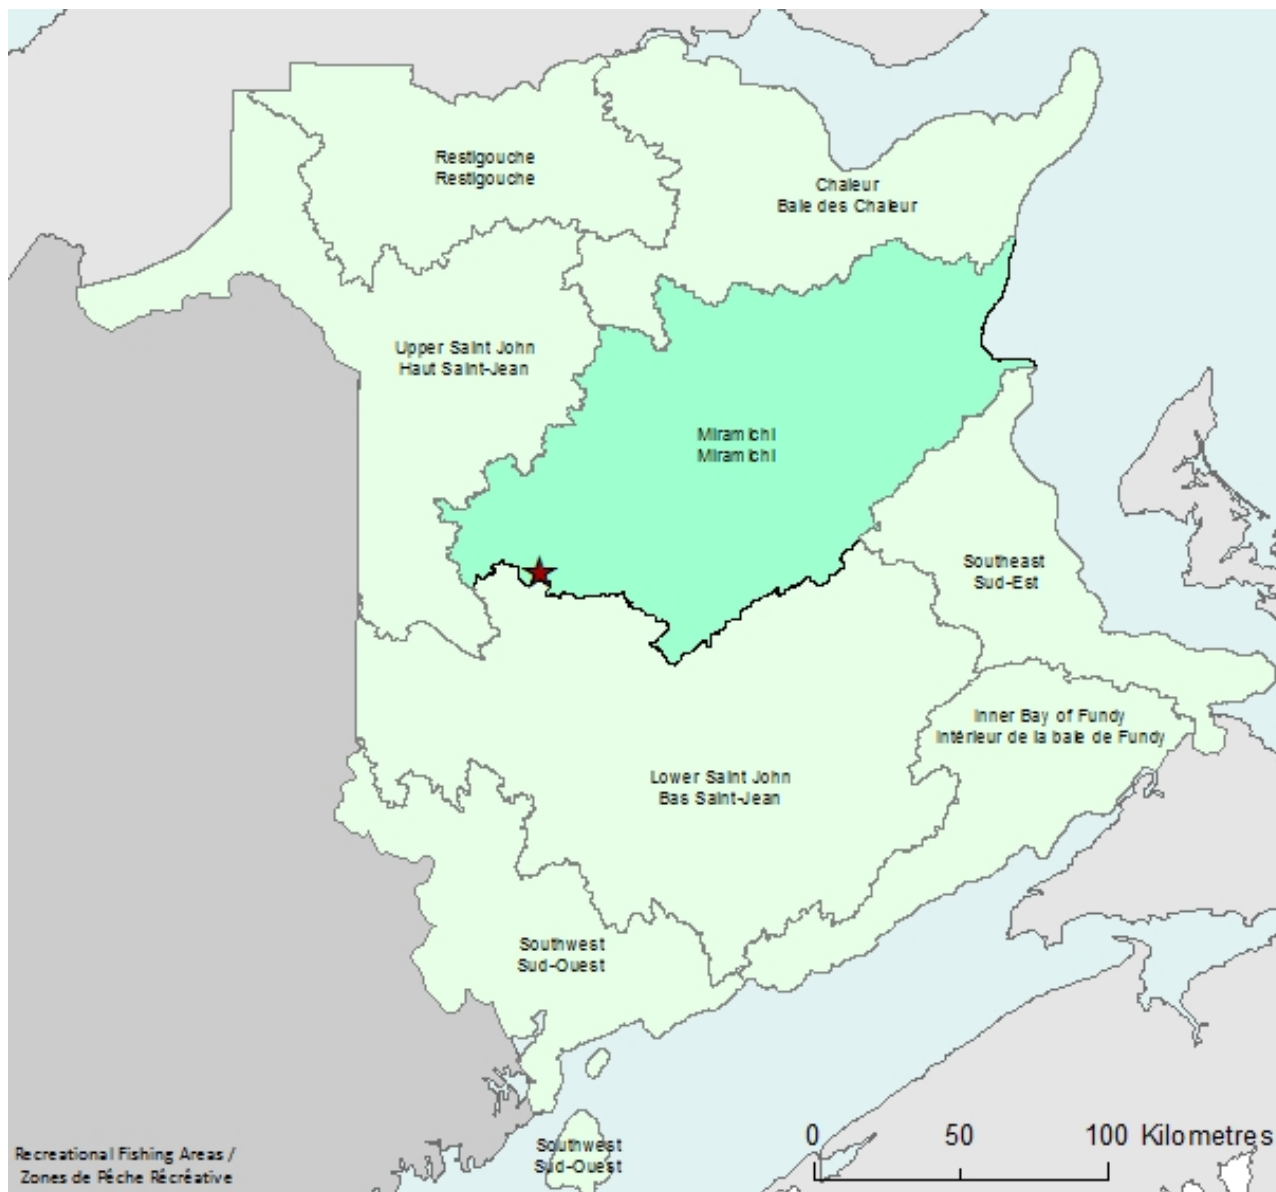 Restigouche
Restigouche
Chaleur
Baie des Chaleur
Upper Saint John
Haut Saint-Jean
Miramichi
Miramichi
Southeast
Sud-Est
Inner Bay of Fundy
Intérieur de la baie de Fundy
Lower Saint John
Bas Saint-Jean
Southwest
Sud-Ouest
Southwest
Sud-Ouest
0 50 100 Kilometres
Recreational Fishing Areas /
Zones de Pêche Récréative